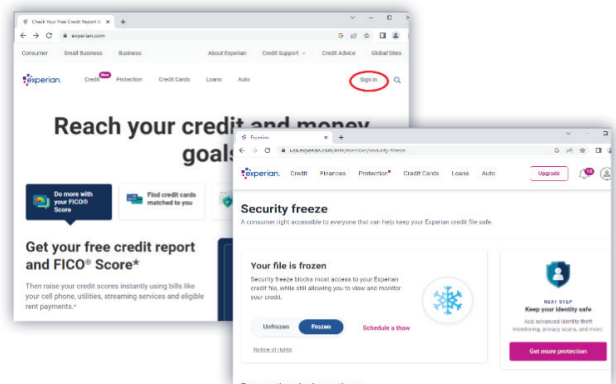 Check Your Free Credit Report &
experian.com
Consumer Small Business Business About Experian Credit Support Credit Advice Global Sites
experian. Credit New Protection Credit Cards Loans Auto Sign in
Reach your credit and money
goals
Do more with
your FICO®
Score
Find credit cards
matched to you
Get your free credit report
and FICO® Score*
Then raise your credit scores instantly using bills like
your cell phone, utilities, streaming services and eligible
rent payments.*
Experian
usa.experian.com/mfe/member/security-freeze
experian. Credit Finances Protection Credit Cards Loans Auto Upgrade
Security freeze
A consumer right accessible to everyone that can help keep your Experian credit file safe.
Your file is frozen
Security freeze blocks most access to your Experian
credit file, while still allowing you to view and monitor
your credit.
Unfrozen Frozen Schedule a thaw
Notice of rights
NEXT STEP
Keep your identity safe
Add advanced identity theft
monitoring, privacy scans, and more.
Get more protection